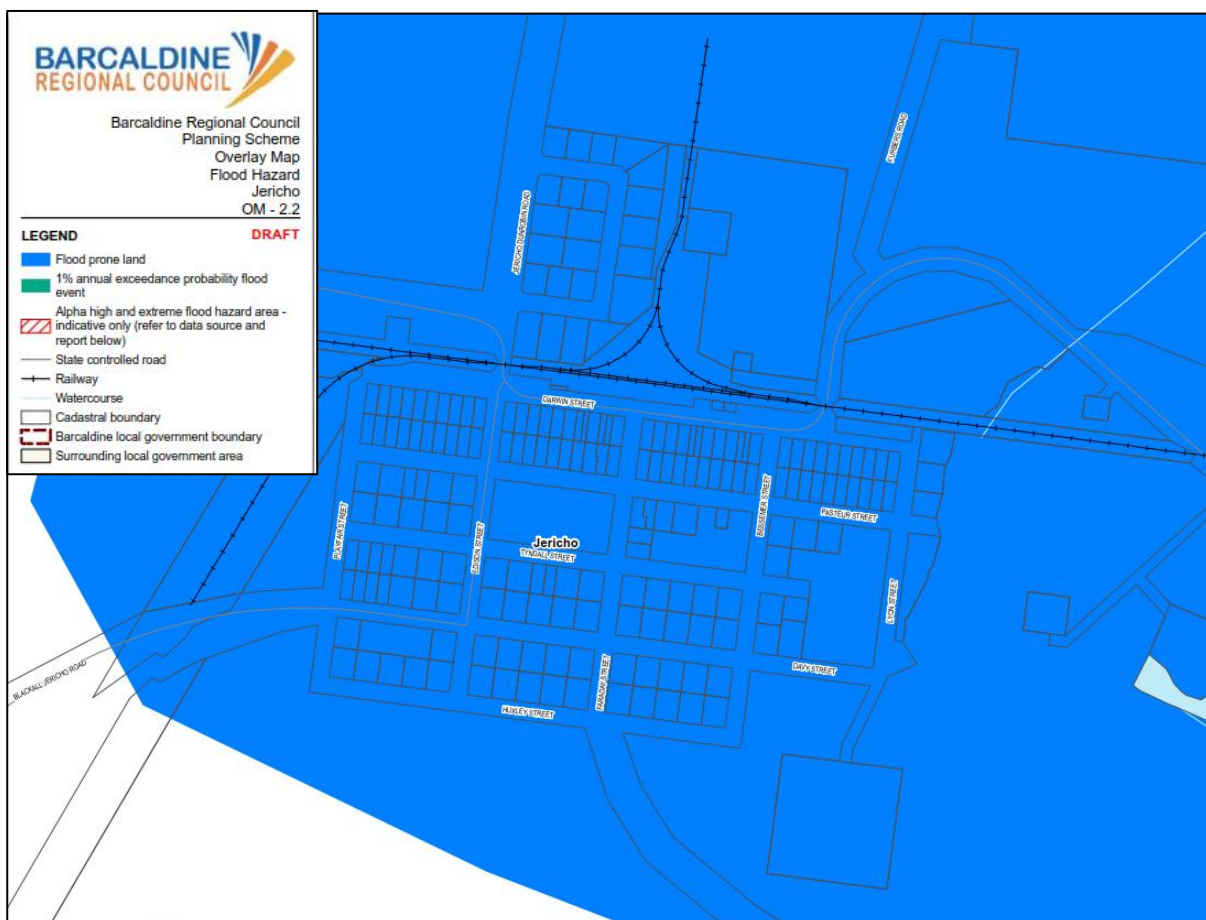 BARCALDINE
REGIONAL COUNCIL
Barcaldine Regional Council
Planning Scheme
Overlay Map
Flood Hazard
Jericho
OM - 2.2
LEGEND
DRAFT
Flood prone land
1% annual exceedance probability flood
event
Alpha high and extreme flood hazard area -
indicative only (refer to data source and
report below)
State controlled road
Railway
Watercourse
Cadastral boundary
Barcaldine local government boundary
Surrounding local government area
FURBERS ROAD
JERICHO DUNROBIN ROAD
DARWIN STREET
BESSEMER STREET
PASTEUR STREET
PLAYFAIR STREET
EDISON STREET
Jericho
TYNDALL STREET
LYON STREET
DAVY STREET
FARADAY STREET
BLACKALL JERICHO ROAD
HUXLEY STREET